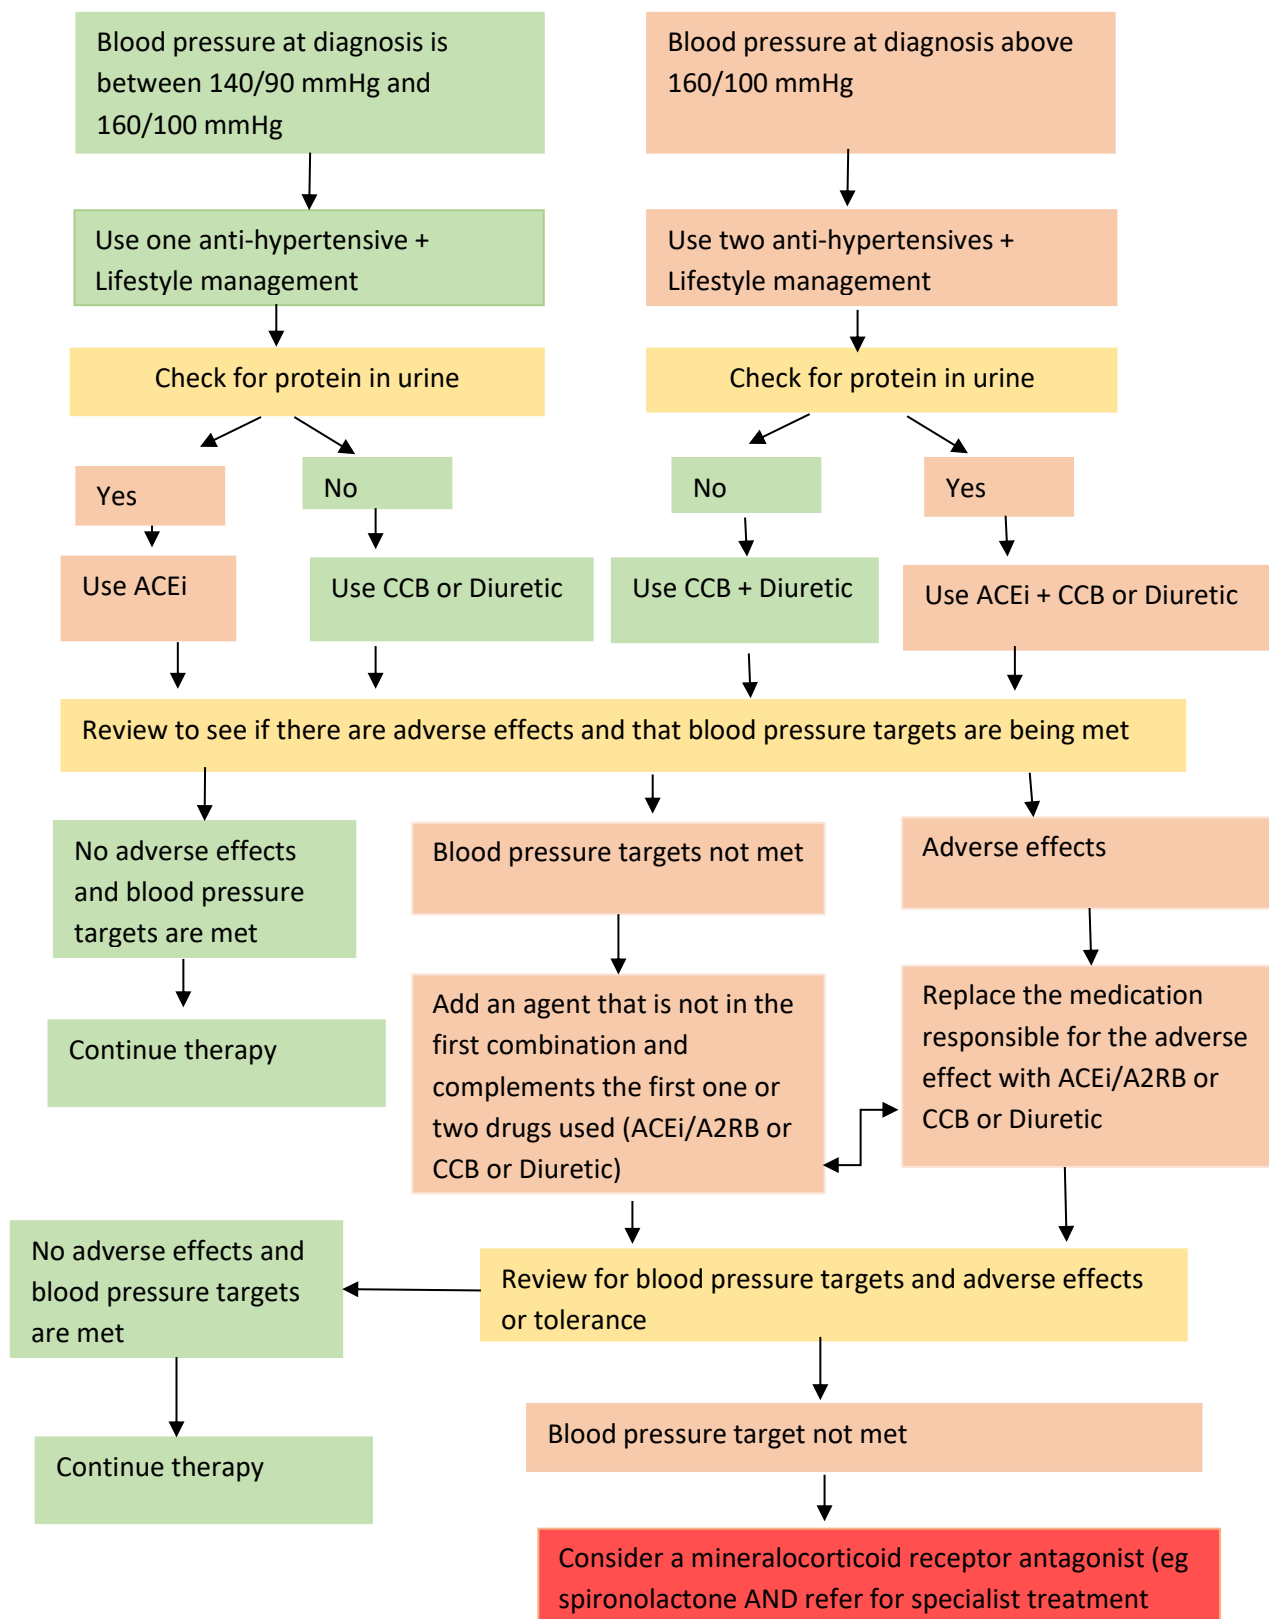 Blood pressure at diagnosis is
between 140/90 mmHg and
160/100 mmHg
Blood pressure at diagnosis above
160/100 mmHg
Use one anti-hypertensive +
Lifestyle management
Use two anti-hypertensives +
Lifestyle management
Check for protein in urine
Check for protein in urine
Yes
No
No
Yes
Use ACEi
Use CCB or Diuretic
Use CCB + Diuretic
Use ACEi + CCB or Diuretic
Review to see if there are adverse effects and that blood pressure targets are being met
No adverse effects
and blood pressure
targets are met
Blood pressure targets not met
Adverse effects
Continue therapy
Add an agent that is not in the
first combination and
complements the first one or
two drugs used (ACEi/A2RB or
CCB or Diuretic)
Replace the medication
responsible for the adverse
effect with ACEi/A2RB or
CCB or Diuretic
No adverse effects and
blood pressure targets
are met
Review for blood pressure targets and adverse effects
or tolerance
Continue therapy
Blood pressure target not met
Consider a mineralocorticoid receptor antagonist (eg
spironolactone AND refer for specialist treatment